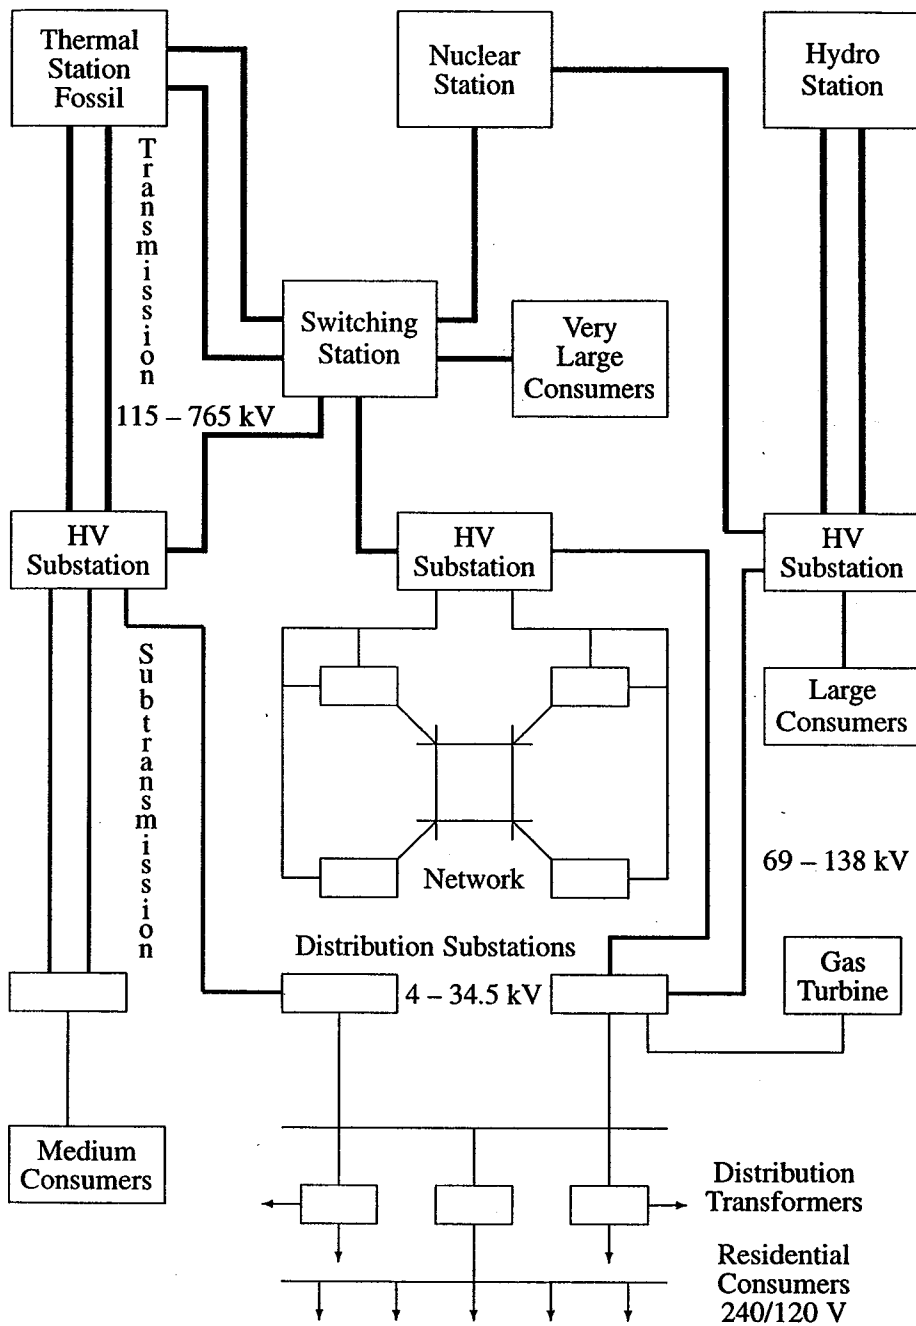 Thermal
Station
Fossil
Nuclear
Station
Hydro
Station
Transmission
Switching
Station
Very
Large
Consumers
115 – 765 kV
HV
Substation
HV
Substation
HV
Substation
Subtransmission
Large
Consumers
69 – 138 kV
Network
Distribution Substations
4 – 34.5 kV
Gas
Turbine
Medium
Consumers
Distribution
Transformers
Residential
Consumers
240/120 V